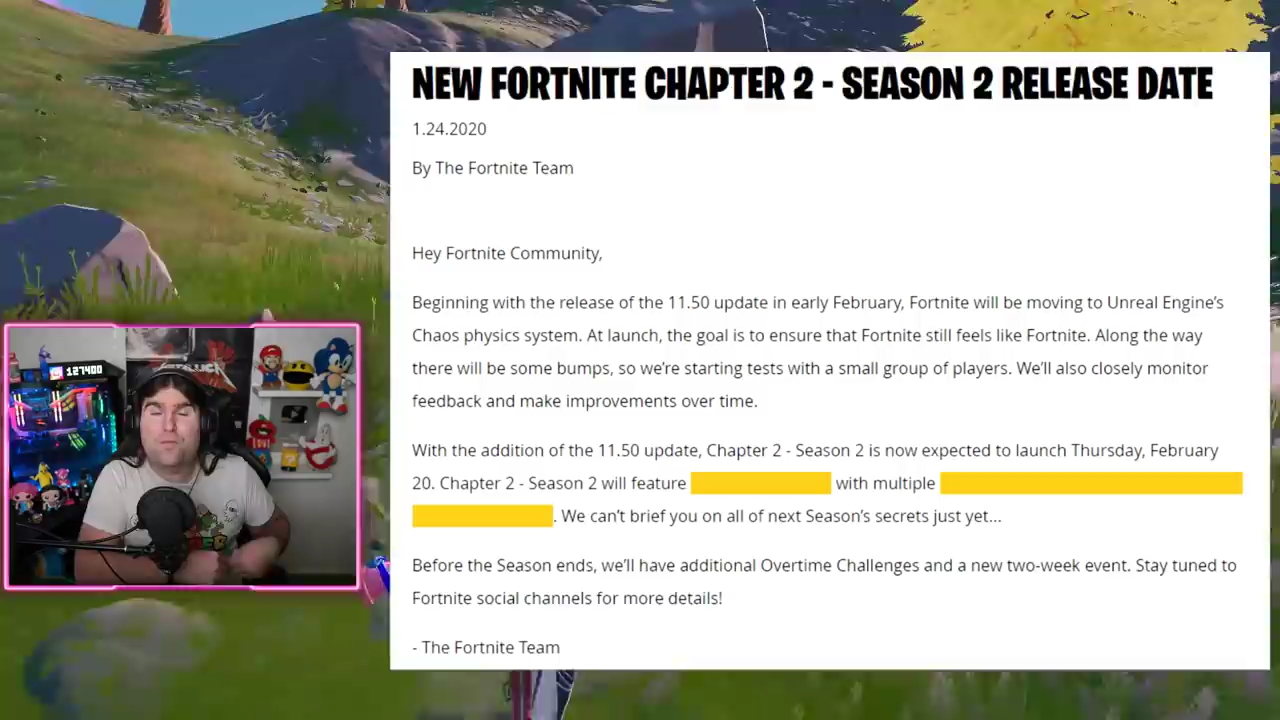 NEW FORTNITE CHAPTER 2 - SEASON 2 RELEASE DATE
1.24.2020
By The Fortnite Team
Hey Fortnite Community,
Beginning with the release of the 11.50 update in early February, Fortnite will be moving to Unreal Engine’s
Chaos physics system. At launch, the goal is to ensure that Fortnite still feels like Fortnite. Along the way
there will be some bumps, so we’re starting tests with a small group of players. We’ll also closely monitor
feedback and make improvements over time.
With the addition of the 11.50 update, Chapter 2 - Season 2 is now expected to launch Thursday, February
20. Chapter 2 - Season 2 will feature with multiple
. We can’t brief you on all of next Season’s secrets just yet...
Before the Season ends, we’ll have additional Overtime Challenges and a new two-week event. Stay tuned to
Fortnite social channels for more details!
- The Fortnite Team
127400
METALLICA